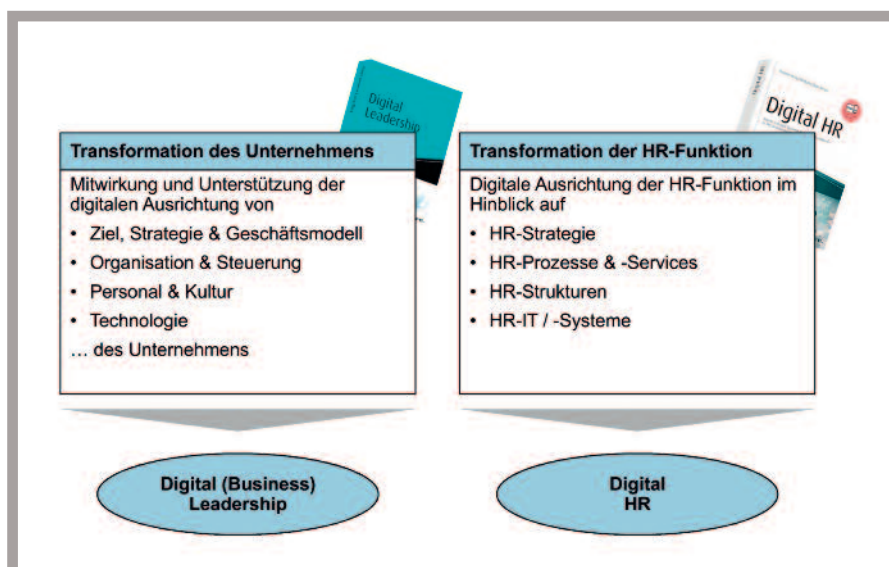 Digital
Leadership
Digital HR
Transformation des Unternehmens
Mitwirkung und Unterstützung der
digitalen Ausrichtung von
• Ziel, Strategie & Geschäftsmodell
• Organisation & Steuerung
• Personal & Kultur
• Technologie
… des Unternehmens
Transformation der HR-Funktion
Digitale Ausrichtung der HR-Funktion im
Hinblick auf
• HR-Strategie
• HR-Prozesse & -Services
• HR-Strukturen
• HR-IT / -Systeme
Digital (Business)
Leadership
Digital
HR